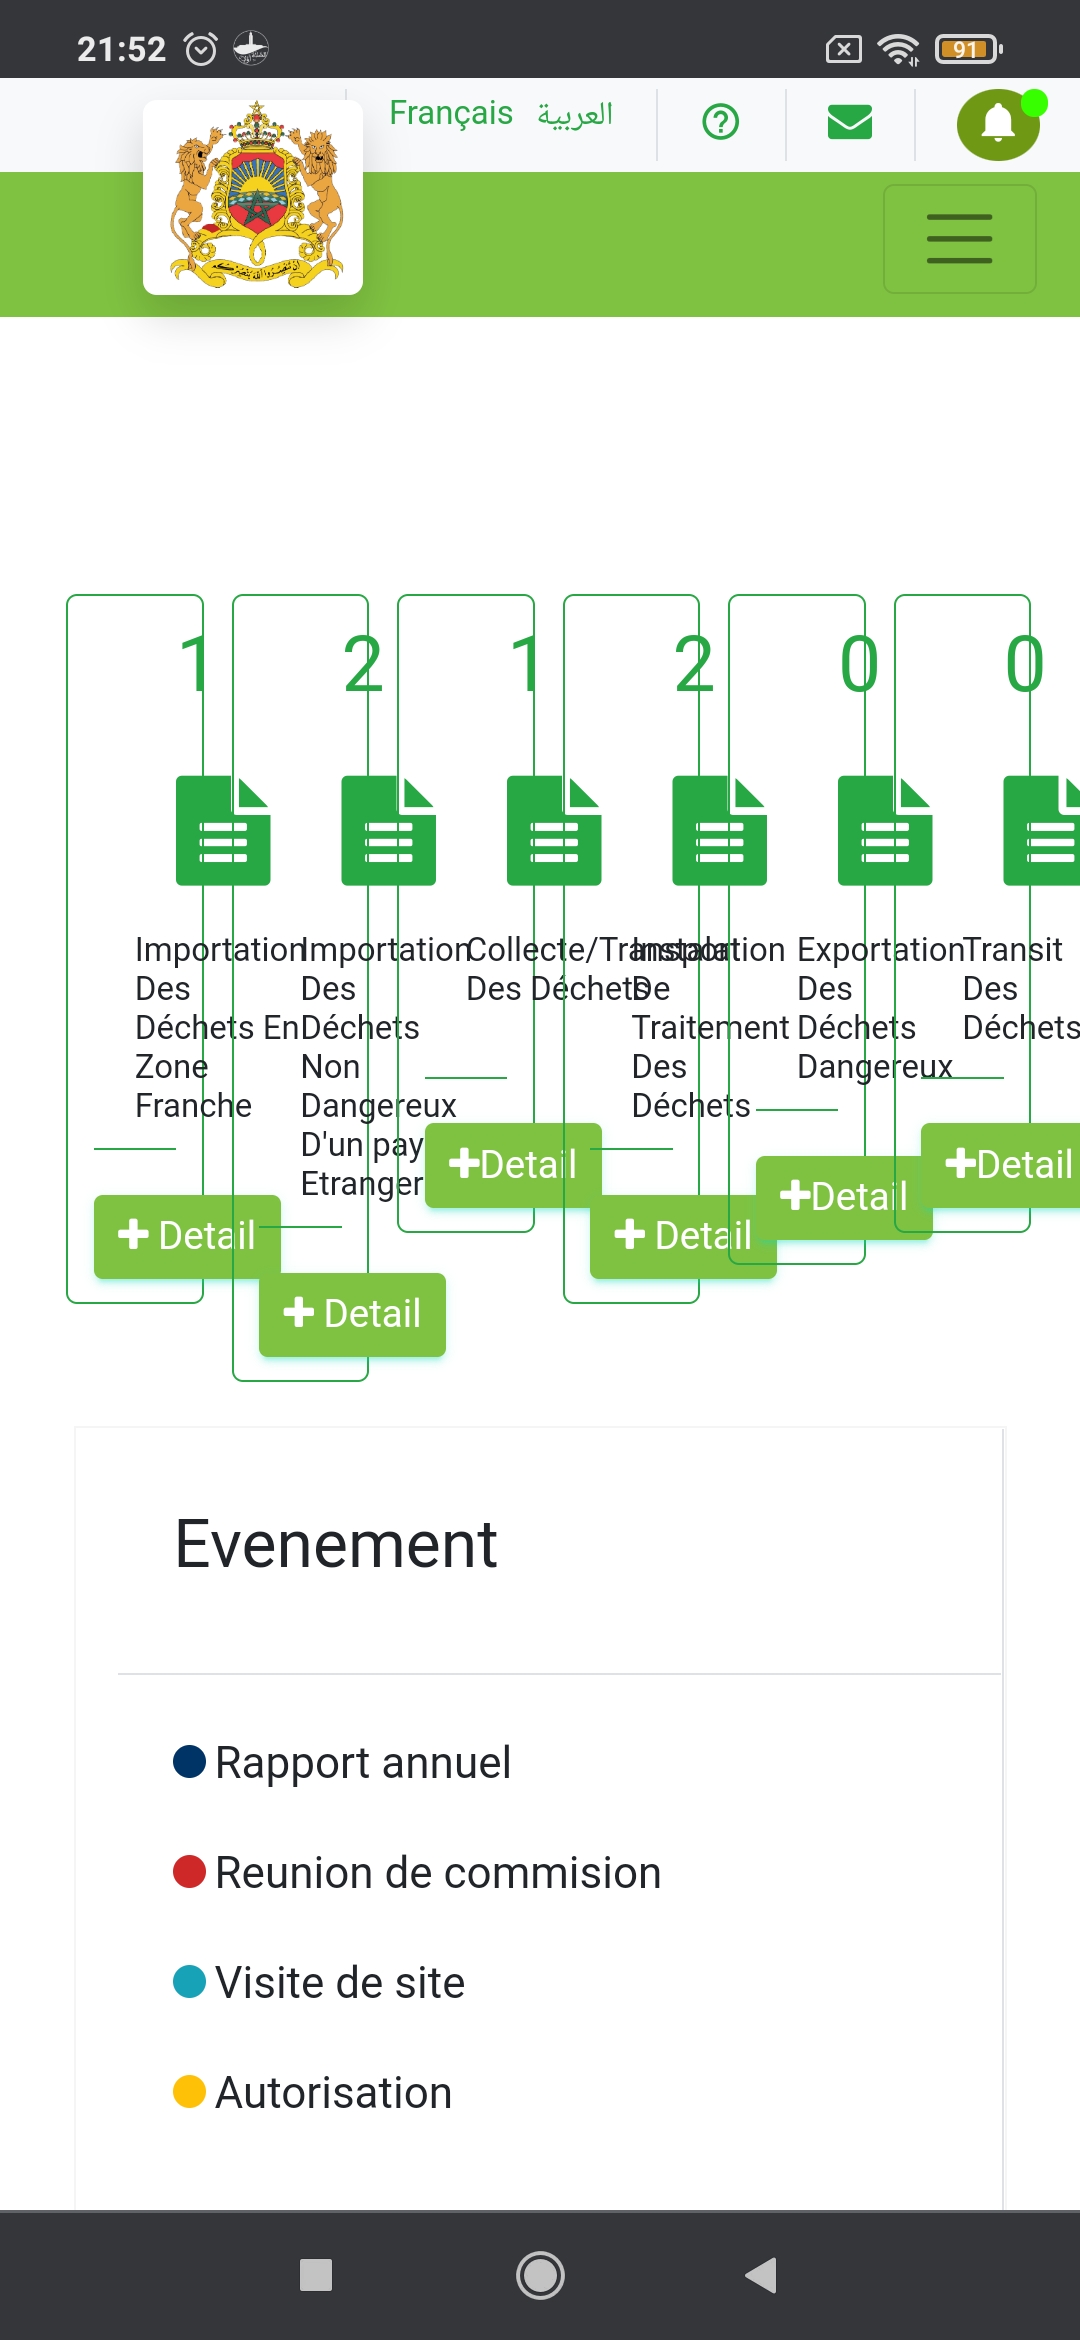 21:52
91
Français العربية
1
2
1
2
0
0
Importation
Des
Déchets En
Zone
Franche
Detail
Importation
Des
Déchets
Non
Dangereux
D'un pay
Etranger
Detail
Collecte/Transport
Des Déchets
Detail
Installation
De
Traitement
Des
Déchets
Detail
Exportation
Des
Déchets
Dangereux
Detail
Transit
Des
Déchets
Detail
Evenement
Rapport annuel
Reunion de commision
Visite de site
Autorisation